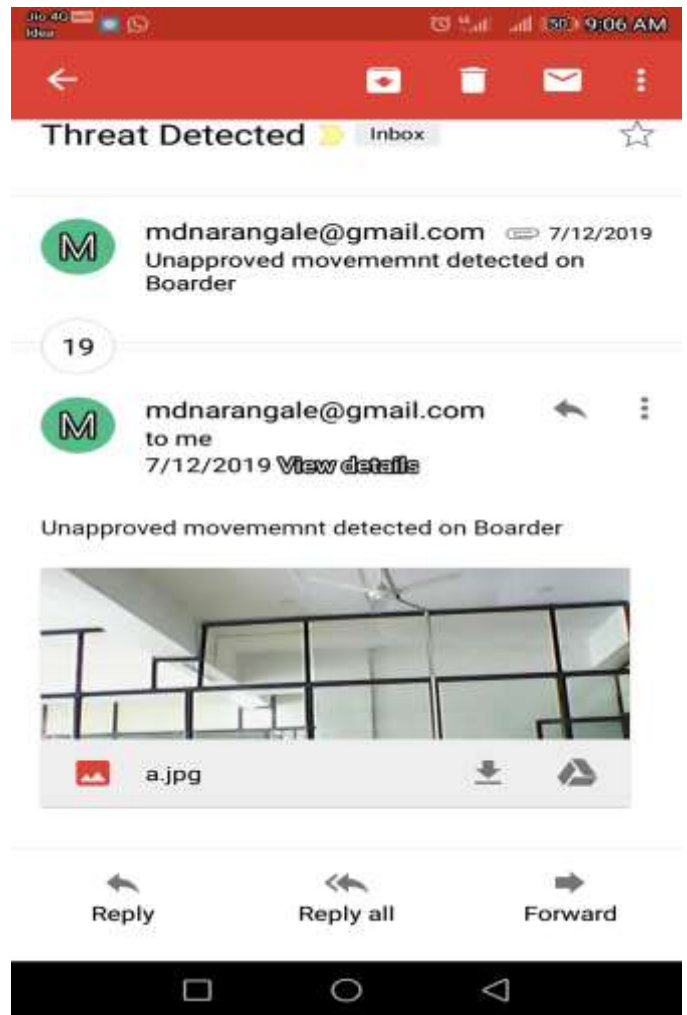 Jio 4G
Idea
50 9:06 AM
Threat Detected Inbox
M mdnarangale@gmail.com 7/12/2019
Unapproved movememnt detected on
Boarder
19
M mdnarangale@gmail.com
to me
7/12/2019 View details
Unapproved movememnt detected on Boarder
a.jpg
Reply Reply all Forward